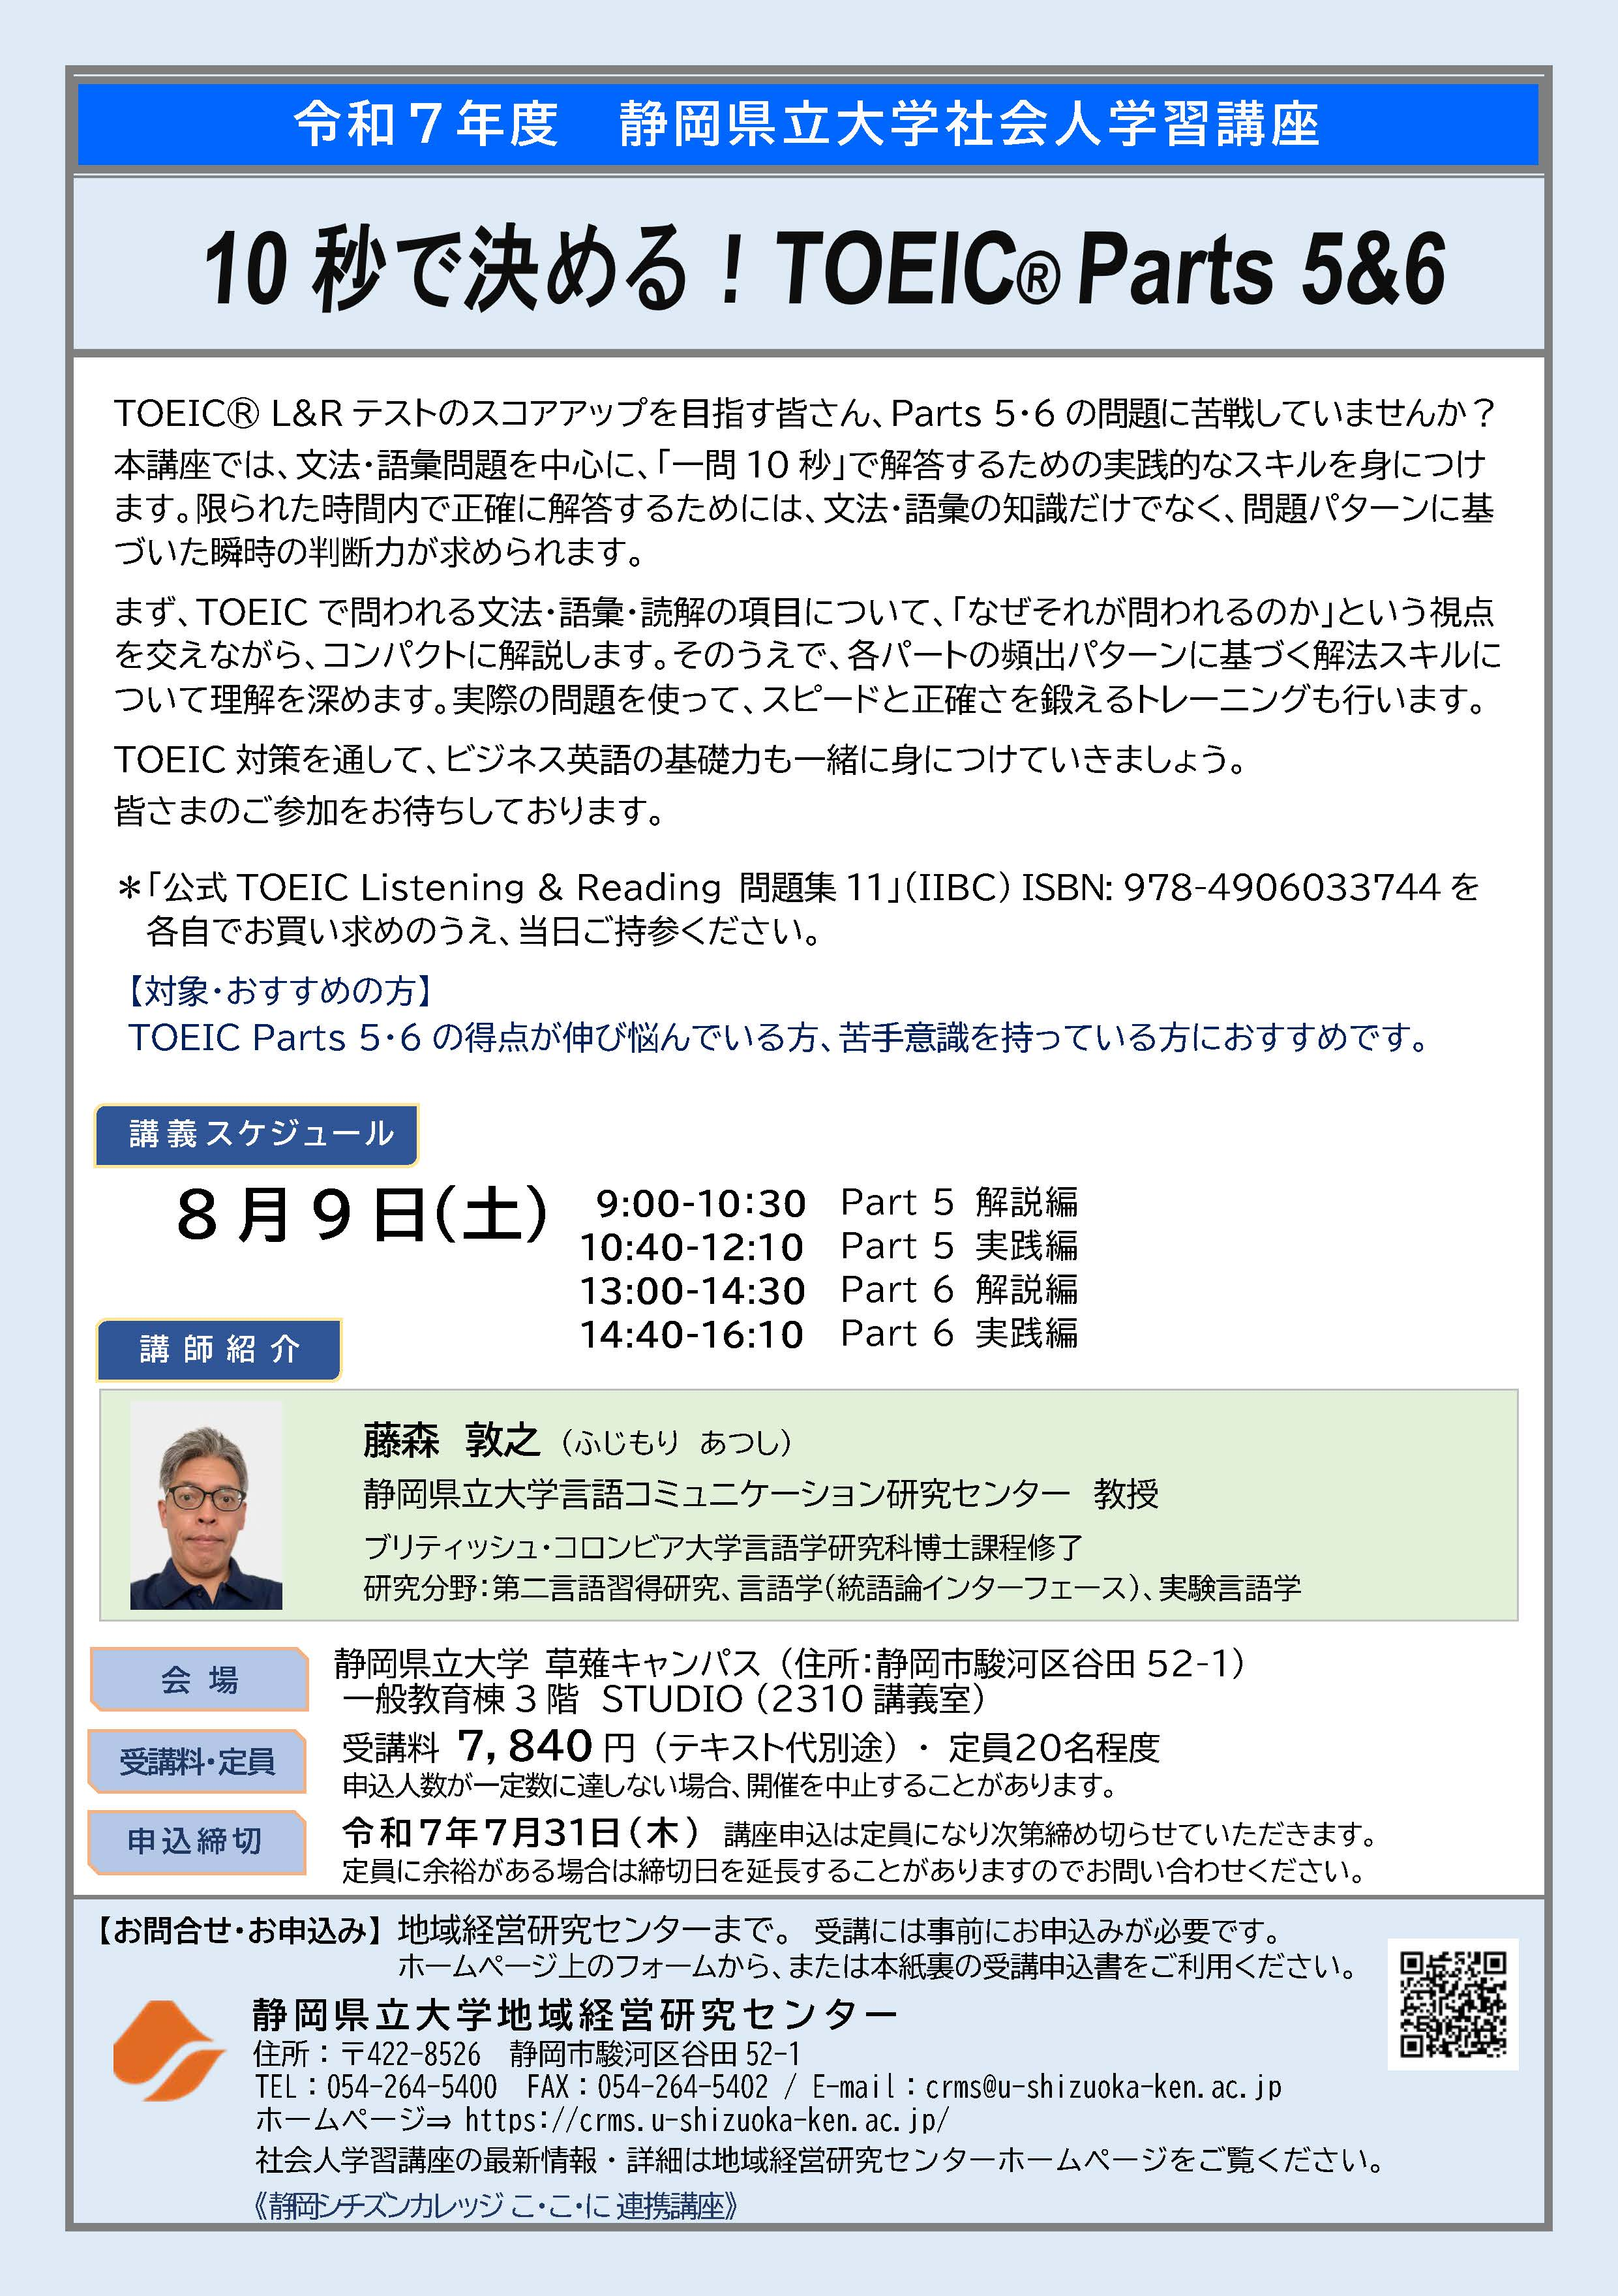 令和７年度　静岡県立大学社会人学習講座
10 秒で決める！TOEIC® Parts 5&6
TOEIC® L&R テストのスコアアップを目指す皆さん、Parts 5・6 の問題に苦戦していませんか？
本講座では、文法・語彙問題を中心に、「一問 10 秒」で解答するための実践的なスキルを身につけ
ます。限られた時間内で正確に解答するためには、文法・語彙の知識だけでなく、問題パターンに基
づいた瞬時の判断力が求められます。
まず、TOEIC で問われる文法・語彙・読解の項目について、「なぜそれが問われるのか」という視点
を交えながら、コンパクトに解説します。そのうえで、各パートの頻出パターンに基づく解法スキルに
ついて理解を深めます。実際の問題を使って、スピードと正確さを鍛えるトレーニングも行います。
TOEIC 対策を通して、ビジネス英語の基礎力も一緒に身につけていきましょう。
皆さまのご参加をお待ちしております。
＊「公式 TOEIC Listening & Reading 問題集 11」（IIBC） ISBN: 978-4906033744 を
各自でお買い求めのうえ、当日ご持参ください。
【対象・おすすめの方】
TOEIC Parts 5・6 の得点が伸び悩んでいる方、苦手意識を持っている方におすすめです。
講義スケジュール
８月９日（土）
9:00-10:30 Part 5 解説編
10:40-12:10 Part 5 実践編
13:00-14:30 Part 6 解説編
14:40-16:10 Part 6 実践編
講師紹介
藤森　敦之 （ふじもり　あつし）
静岡県立大学言語コミュニケーション研究センター　教授
ブリティッシュ・コロンビア大学言語学研究科博士課程修了
研究分野：第二言語習得研究、言語学（統語論インターフェース）、実験言語学
会場
静岡県立大学 草薙キャンパス （住所：静岡市駿河区谷田 52-1）
一般教育棟 3 階　STUDIO （2310 講義室）
受講料・定員
受講料 ７，８４０ 円 （テキスト代別途）・ 定員２０名程度
申込人数が一定数に達しない場合、開催を中止することがあります。
申込締切
令和７年７月３１日（木） 講座申込は定員になり次第締め切らせていただきます。
定員に余裕がある場合は締切日を延長することがありますのでお問い合わせください。
【お問合せ・お申込み】 地域経営研究センターまで。 受講には事前にお申込みが必要です。
ホームページ上のフォームから、または本紙裏の受講申込書をご利用ください。
静岡県立大学地域経営研究センター
住所：〒422-8526　静岡市駿河区谷田 52-1
TEL：054-264-5400　FAX：054-264-5402 / E-mail：crms@u-shizuoka-ken.ac.jp
ホームページ⇒ https://crms.u-shizuoka-ken.ac.jp/
社会人学習講座の最新情報・詳細は地域経営研究センターホームページをご覧ください。
《静岡シチズンカレッジ こ・こ・に 連携講座》